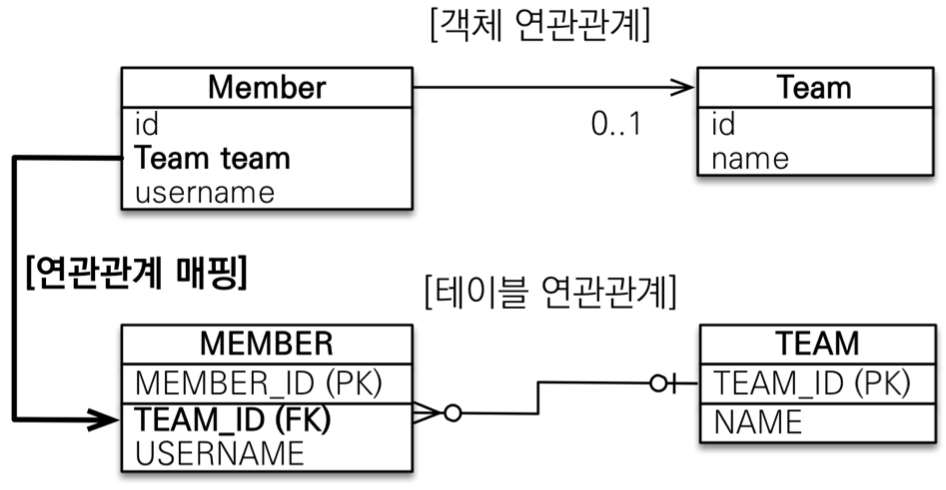 [객체 연관관계]
Member
id
Team team
username
0..1
Team
id
name
[연관관계 매핑]
[테이블 연관관계]
MEMBER
MEMBER_ID (PK)
TEAM_ID (FK)
USERNAME
TEAM
TEAM_ID (PK)
NAME